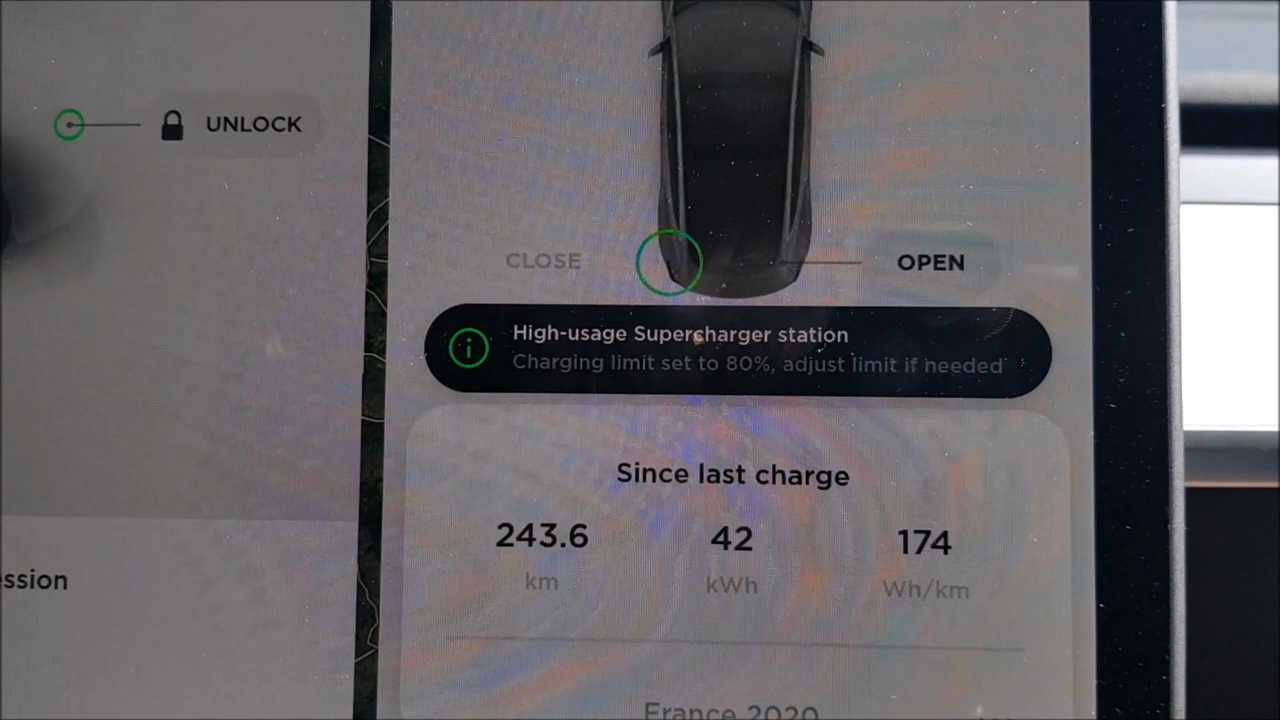 UNLOCK
CLOSE
OPEN
High-usage Supercharger station
Charging limit set to 80%, adjust limit if needed
Since last charge
243.6
42
174
km
kWh
Wh/km
ssion
France 2020